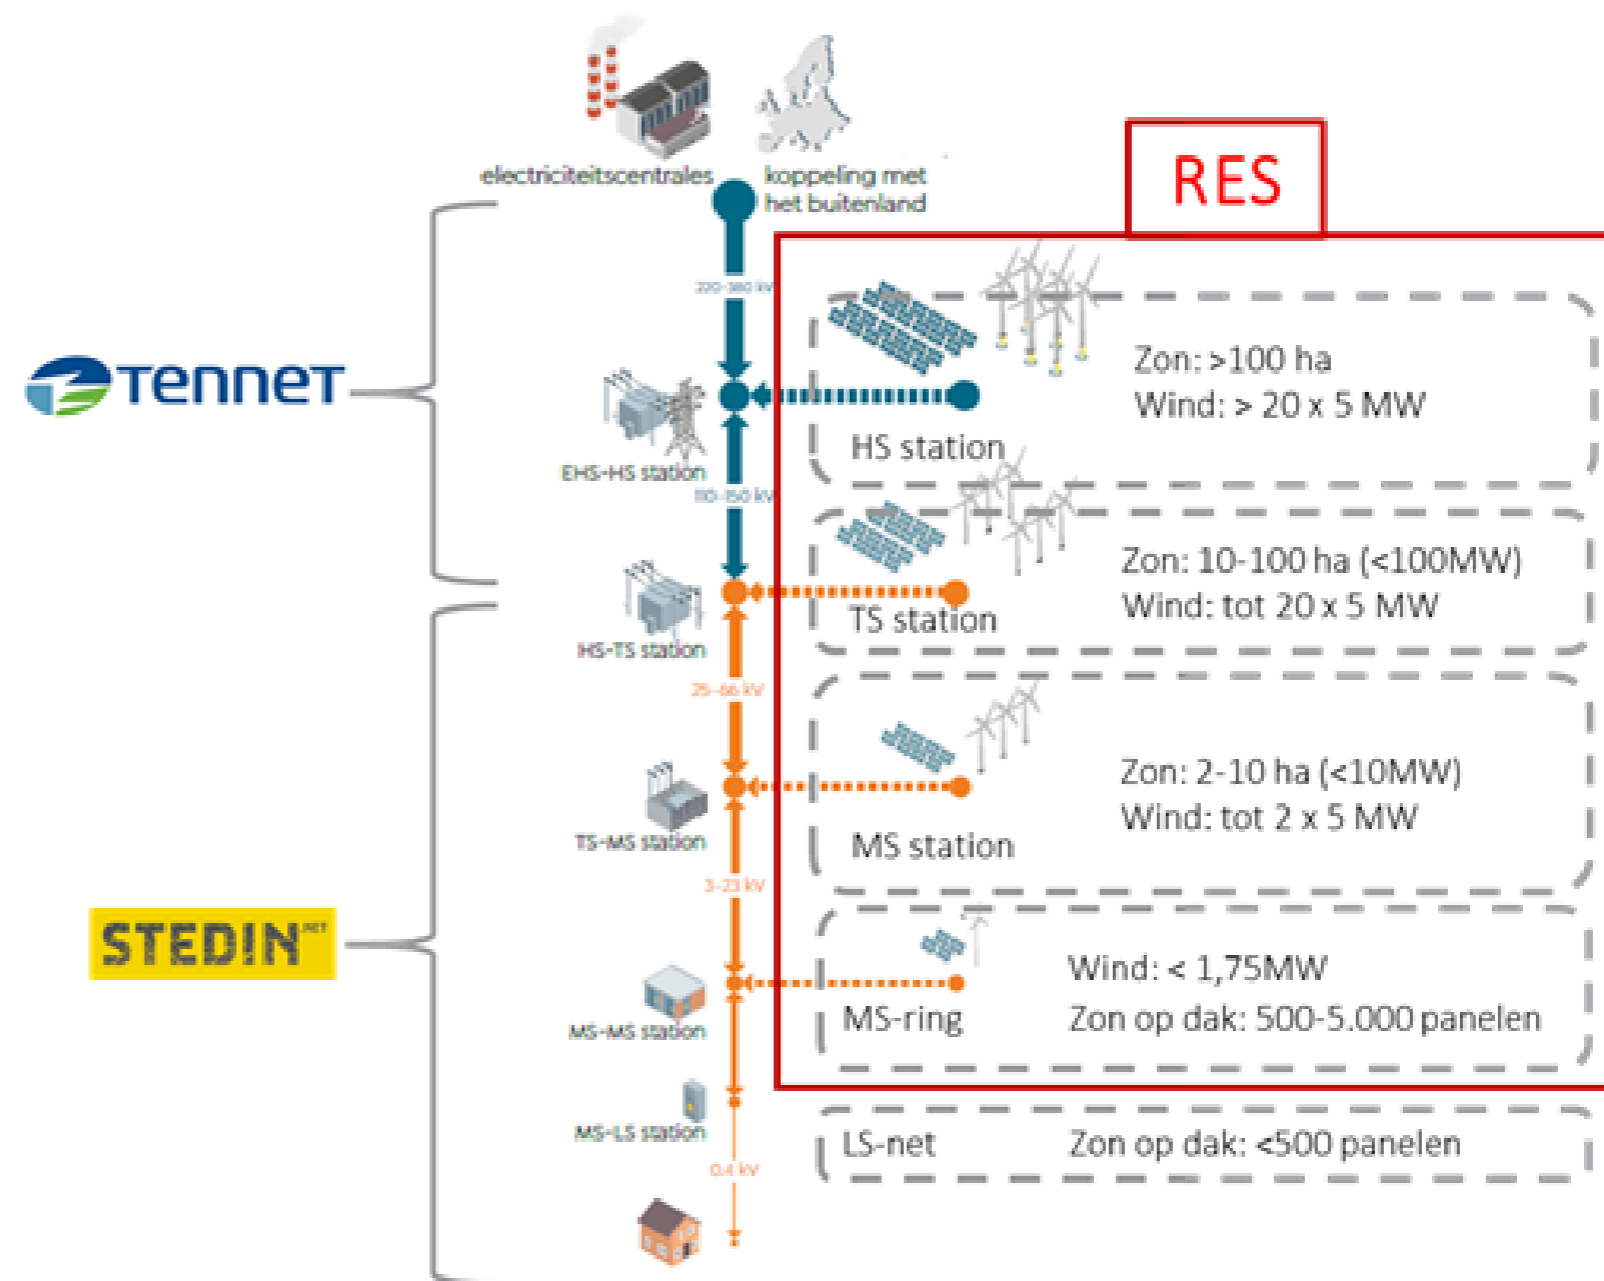 electriciteitscentrales
koppeling met
het buitenland
RES
220-380 kV
TenneT
EHS-HS station
HS station
Zon: >100 ha
Wind: > 20 x 5 MW
110-150 kV
HS-TS station
TS station
Zon: 10-100 ha (<100MW)
Wind: tot 20 x 5 MW
25-66 kV
TS-MS station
MS station
Zon: 2-10 ha (<10MW)
Wind: tot 2 x 5 MW
3-23 kV
STEDIN.NET
MS-MS station
MS-ring
Wind: < 1,75MW
Zon op dak: 500-5.000 panelen
MS-LS station
LS-net
Zon op dak: <500 panelen
0,4 kV